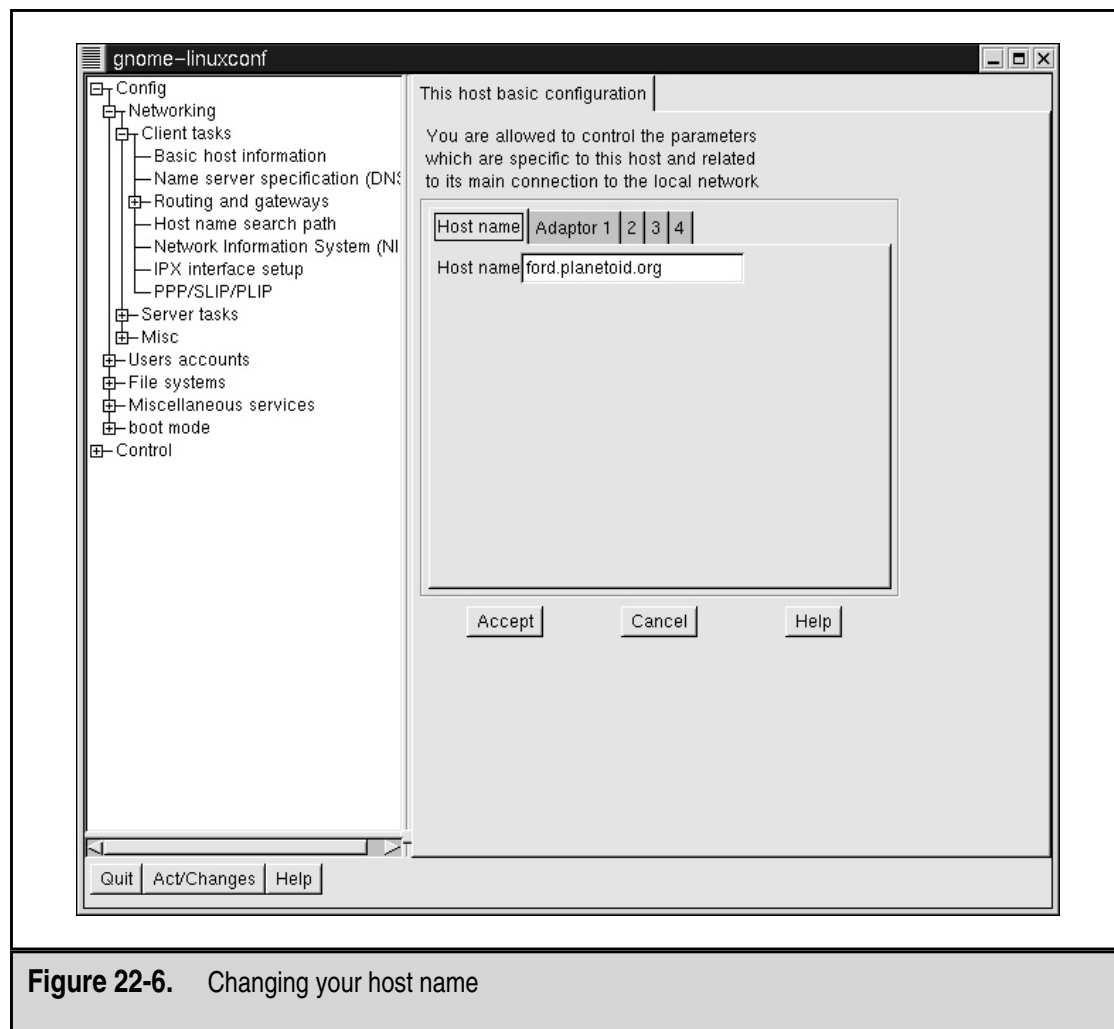 gnome-linuxconf
Config
Networking
Client tasks
Basic host information
Name server specification (DNS
Routing and gateways
Host name search path
Network Information System (NI
IPX interface setup
PPP/SLIP/PLIP
Server tasks
Misc
Users accounts
File systems
Miscellaneous services
boot mode
Control
This host basic configuration
You are allowed to control the parameters
which are specific to this host and related
to its main connection to the local network
Host name Adaptor 1 2 3 4
Host name ford.planetoid.org
Accept Cancel Help
Quit Act/Changes Help
Figure 22-6. Changing your host name